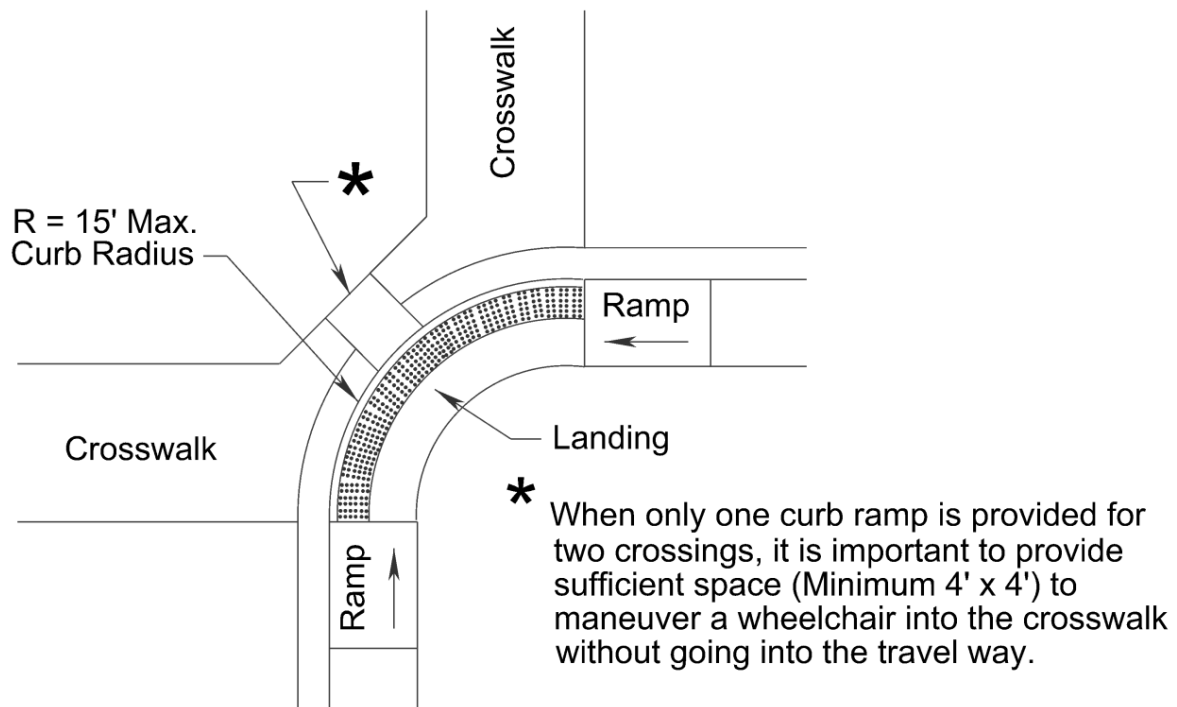 Crosswalk
*
R = 15' Max.
Curb Radius
Ramp
Landing
Crosswalk
* When only one curb ramp is provided for
two crossings, it is important to provide
sufficient space (Minimum 4' x 4') to
maneuver a wheelchair into the crosswalk
without going into the travel way.
Ramp